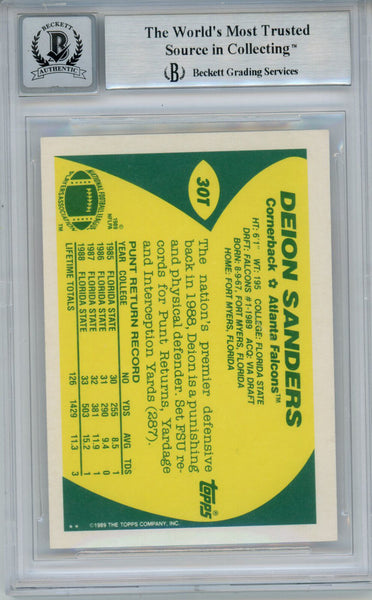 BECKETT
B
AUTHENTIC
The World's Most Trusted
Source in Collecting™
B Beckett Grading Services
30T
DEION SANDERS
Cornerback ✩ Atlanta Falcons™
HT: 6'1" WT: 195 COLLEGE: FLORIDA STATE
DRFT: FALCONS #1-1989 ACQ: VIA DRAFT
BORN: 8-9-67, FORT MYERS, FLORIDA
HOME: FORT MYERS, FLORIDA
The nation's premier defensive
back in 1988, Deion is a punishing
and physical defender. Set FSU re-
cords for Punt Returns, Yardage
and Interception Yards (287).
topps®
© 1989
NFLPA
PUNT RETURN RECORD
YEAR COLLEGE NO YDS AVG TDS
1985 FLORIDA STATE 30 255 8.5 1
1986 FLORIDA STATE 31 290 9.4 0
1987 FLORIDA STATE 32 381 11.9 1
1988 FLORIDA STATE 33 503 15.2 1
LIFETIME TOTALS 126 1429 11.3 3
** ©1989 THE TOPPS COMPANY, INC.